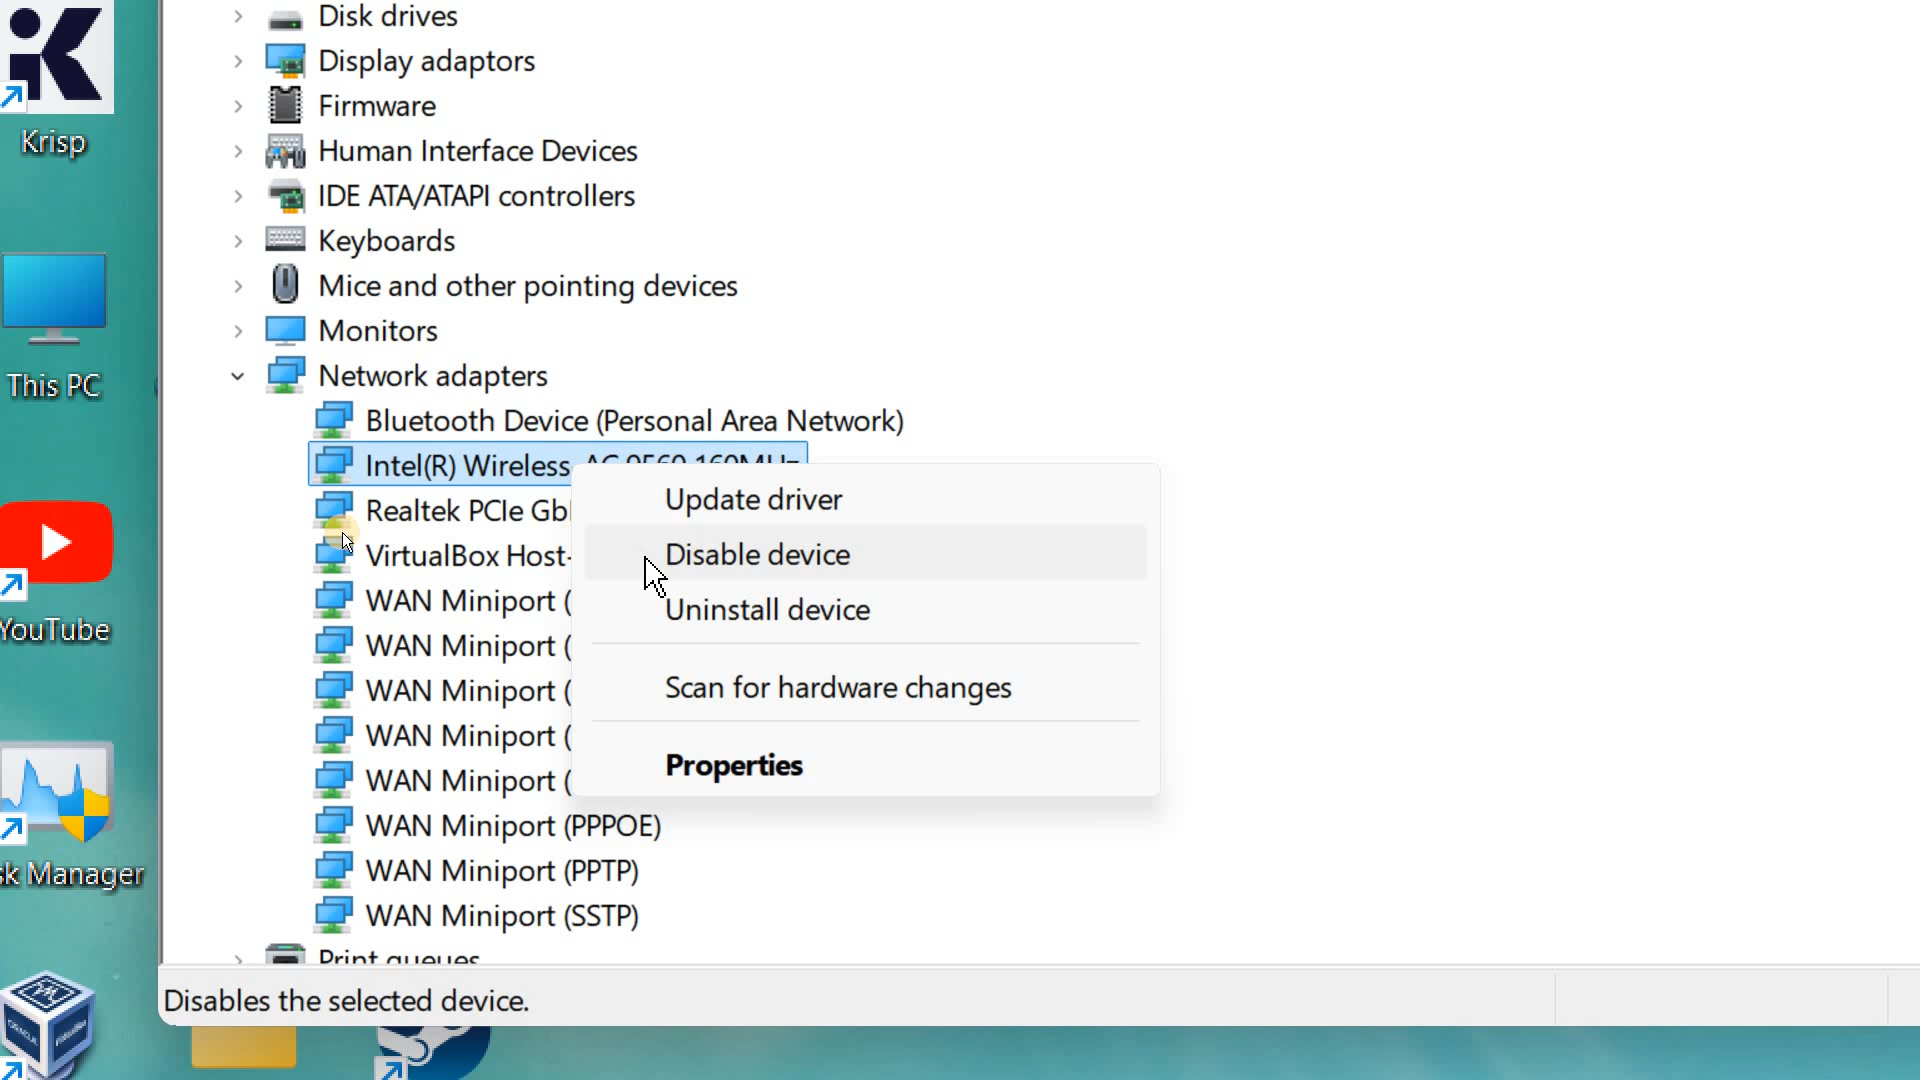 Krisp
This PC
YouTube
sk Manager
Disk drives
Display adaptors
Firmware
Human Interface Devices
IDE ATA/ATAPI controllers
Keyboards
Mice and other pointing devices
Monitors
Network adapters
Bluetooth Device (Personal Area Network)
Intel(R) Wireless-AC 9560 160MHz
Realtek PCIe Gb
VirtualBox Host-
WAN Miniport (
WAN Miniport (
WAN Miniport (
WAN Miniport (
WAN Miniport (
WAN Miniport (PPPOE)
WAN Miniport (PPTP)
WAN Miniport (SSTP)
Print queues
Update driver
Disable device
Uninstall device
Scan for hardware changes
Properties
Disables the selected device.